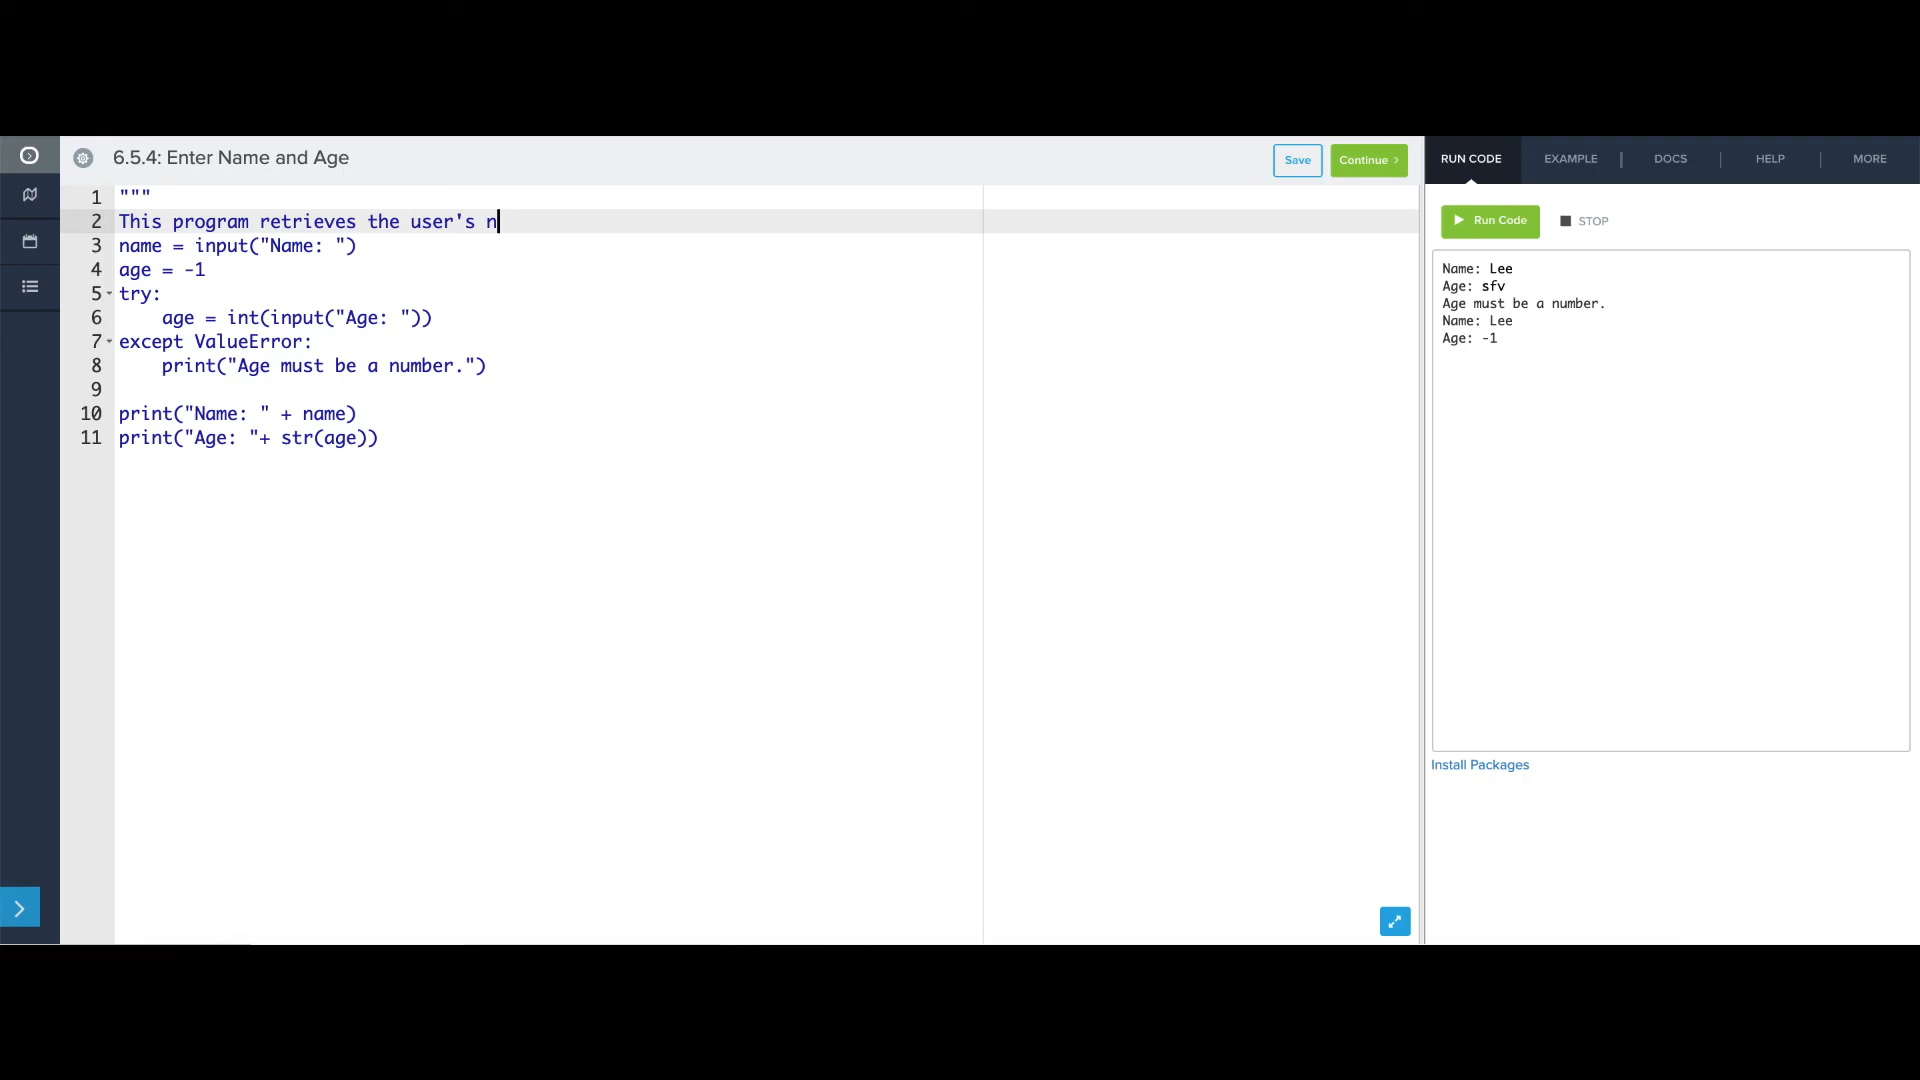 6.5.4: Enter Name and Age
Save
Continue >
RUN CODE
EXAMPLE
DOCS
HELP
MORE
1 """
2 This program retrieves the user's n
3 name = input("Name: ")
4 age = -1
5 try:
6     age = int(input("Age: "))
7 except ValueError:
8     print("Age must be a number.")
9
10 print("Name: " + name)
11 print("Age: "+ str(age))
Run Code
STOP
Name: Lee
Age: sfv
Age must be a number.
Name: Lee
Age: -1
Install Packages